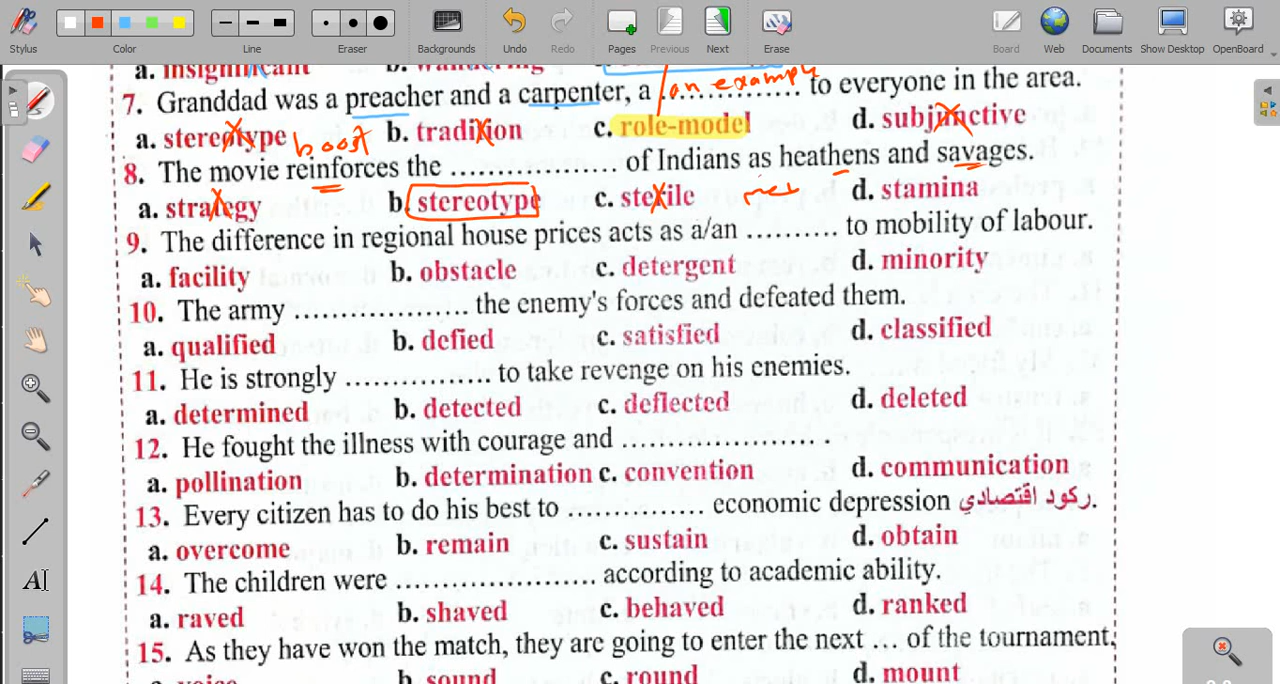 Stylus Color Line Eraser Backgrounds Undo Redo Pages Previous Next Erase Board Web Documents Show Desktop OpenBoard
a. insignificant b. wandering
7. Granddad was a preacher and a carpenter, a /an example ............... to everyone in the area.
a. stereotype b. tradition c. role-model d. subjunctive
boost
8. The movie reinforces the .................. of Indians as heathens and savages.
a. strategy b. stereotype c. sterile d. stamina
9. The difference in regional house prices acts as a/an .......... to mobility of labour.
a. facility b. obstacle c. detergent d. minority
10. The army .................. the enemy's forces and defeated them.
a. qualified b. defied c. satisfied d. classified
11. He is strongly ............... to take revenge on his enemies.
a. determined b. detected c. deflected d. deleted
12. He fought the illness with courage and .........................
a. pollination b. determination c. convention d. communication
13. Every citizen has to do his best to .............. economic depression ركود اقتصادي.
a. overcome b. remain c. sustain d. obtain
14. The children were ...................... according to academic ability.
a. raved b. shaved c. behaved d. ranked
15. As they have won the match, they are going to enter the next ... of the tournament.
a. voice b. sound c. round d. mount
AI